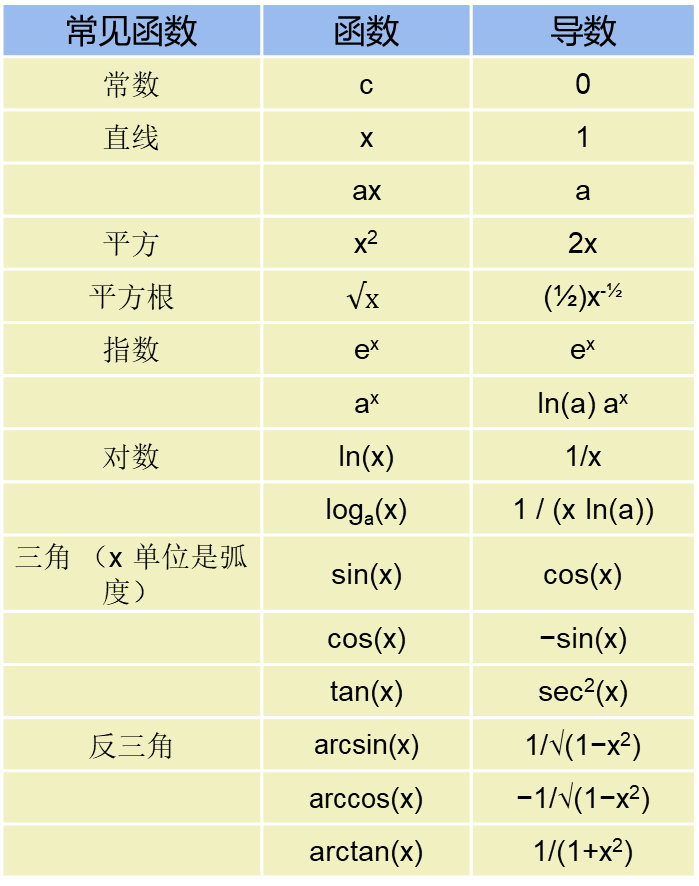 常见函数 函数 导数
常数 c 0
直线 x 1
ax a
平方 x² 2x
平方根 √x (½)x⁻½
指数 eˣ eˣ
aˣ ln(a) aˣ
对数 ln(x) 1/x
logₐ(x) 1 / (x ln(a))
三角 （x 单位是弧
度） sin(x) cos(x)
cos(x) −sin(x)
tan(x) sec²(x)
反三角 arcsin(x) 1/√(1−x²)
arccos(x) −1/√(1−x²)
arctan(x) 1/(1+x²)